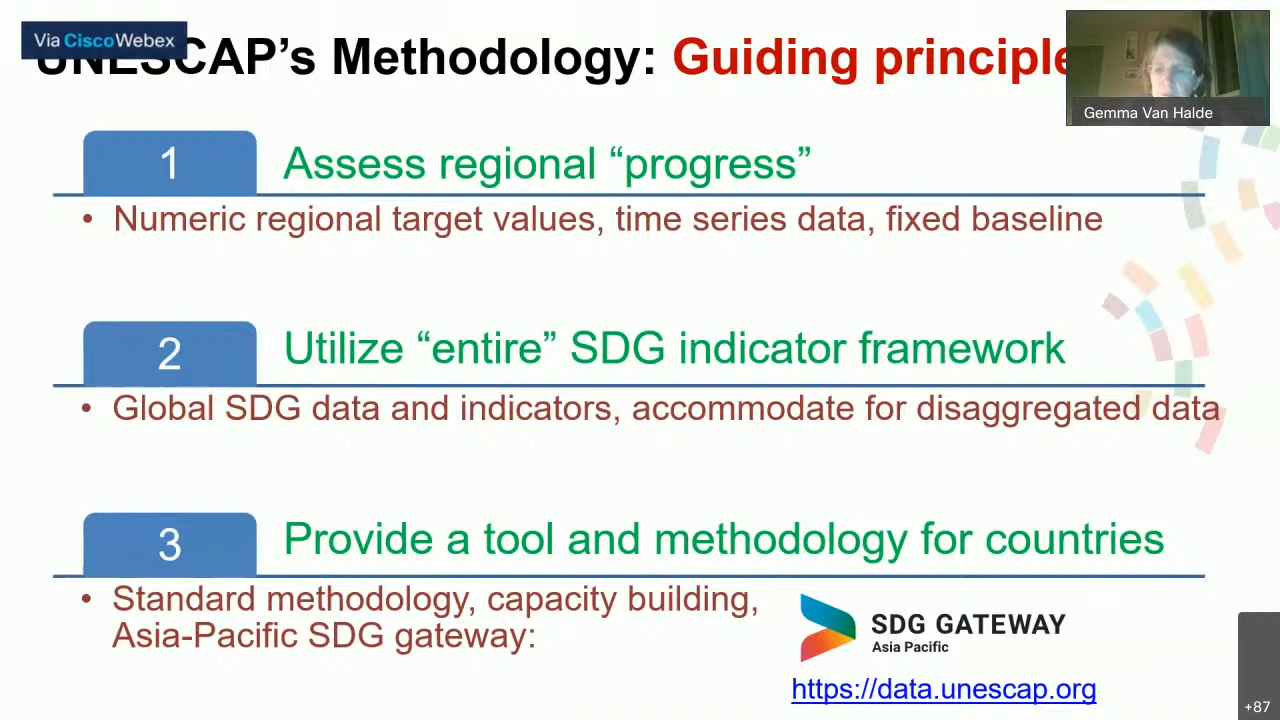 Via CiscoWebex
UNESCAP’s Methodology: Guiding principle
Gemma Van Halde
1
Assess regional “progress”
• Numeric regional target values, time series data, fixed baseline
2
Utilize “entire” SDG indicator framework
• Global SDG data and indicators, accommodate for disaggregated data
3
Provide a tool and methodology for countries
• Standard methodology, capacity building,
Asia-Pacific SDG gateway:
SDG GATEWAY
Asia Pacific
https://data.unescap.org
+87